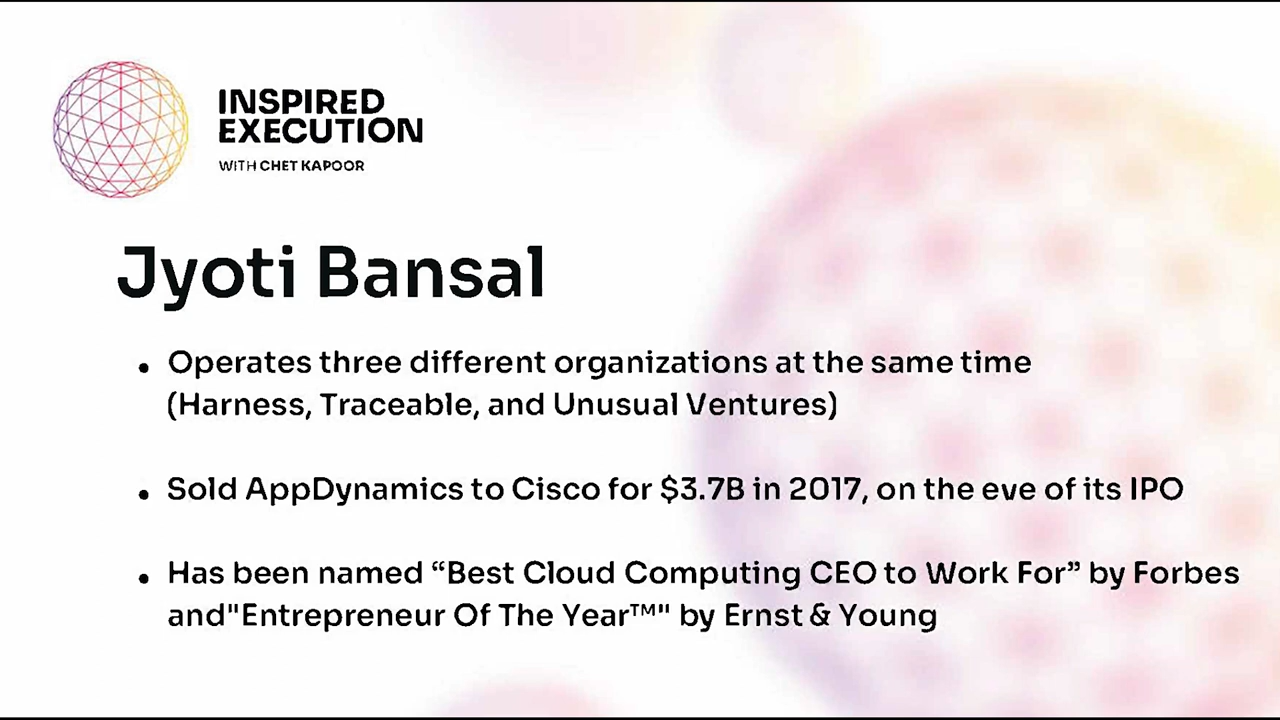 INSPIRED
EXECUTION
WITH CHET KAPOOR
Jyoti Bansal
• Operates three different organizations at the same time
(Harness, Traceable, and Unusual Ventures)
• Sold AppDynamics to Cisco for $3.7B in 2017, on the eve of its IPO
• Has been named “Best Cloud Computing CEO to Work For” by Forbes
and"Entrepreneur Of The Year™" by Ernst & Young